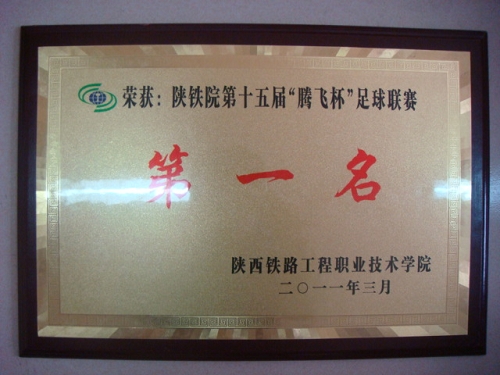 荣获：陕铁院第十五届“腾飞杯”足球联赛
第一名
陕西铁路工程职业技术学院
二〇一一年三月